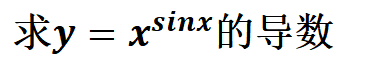 求y = x^{sinx}的导数